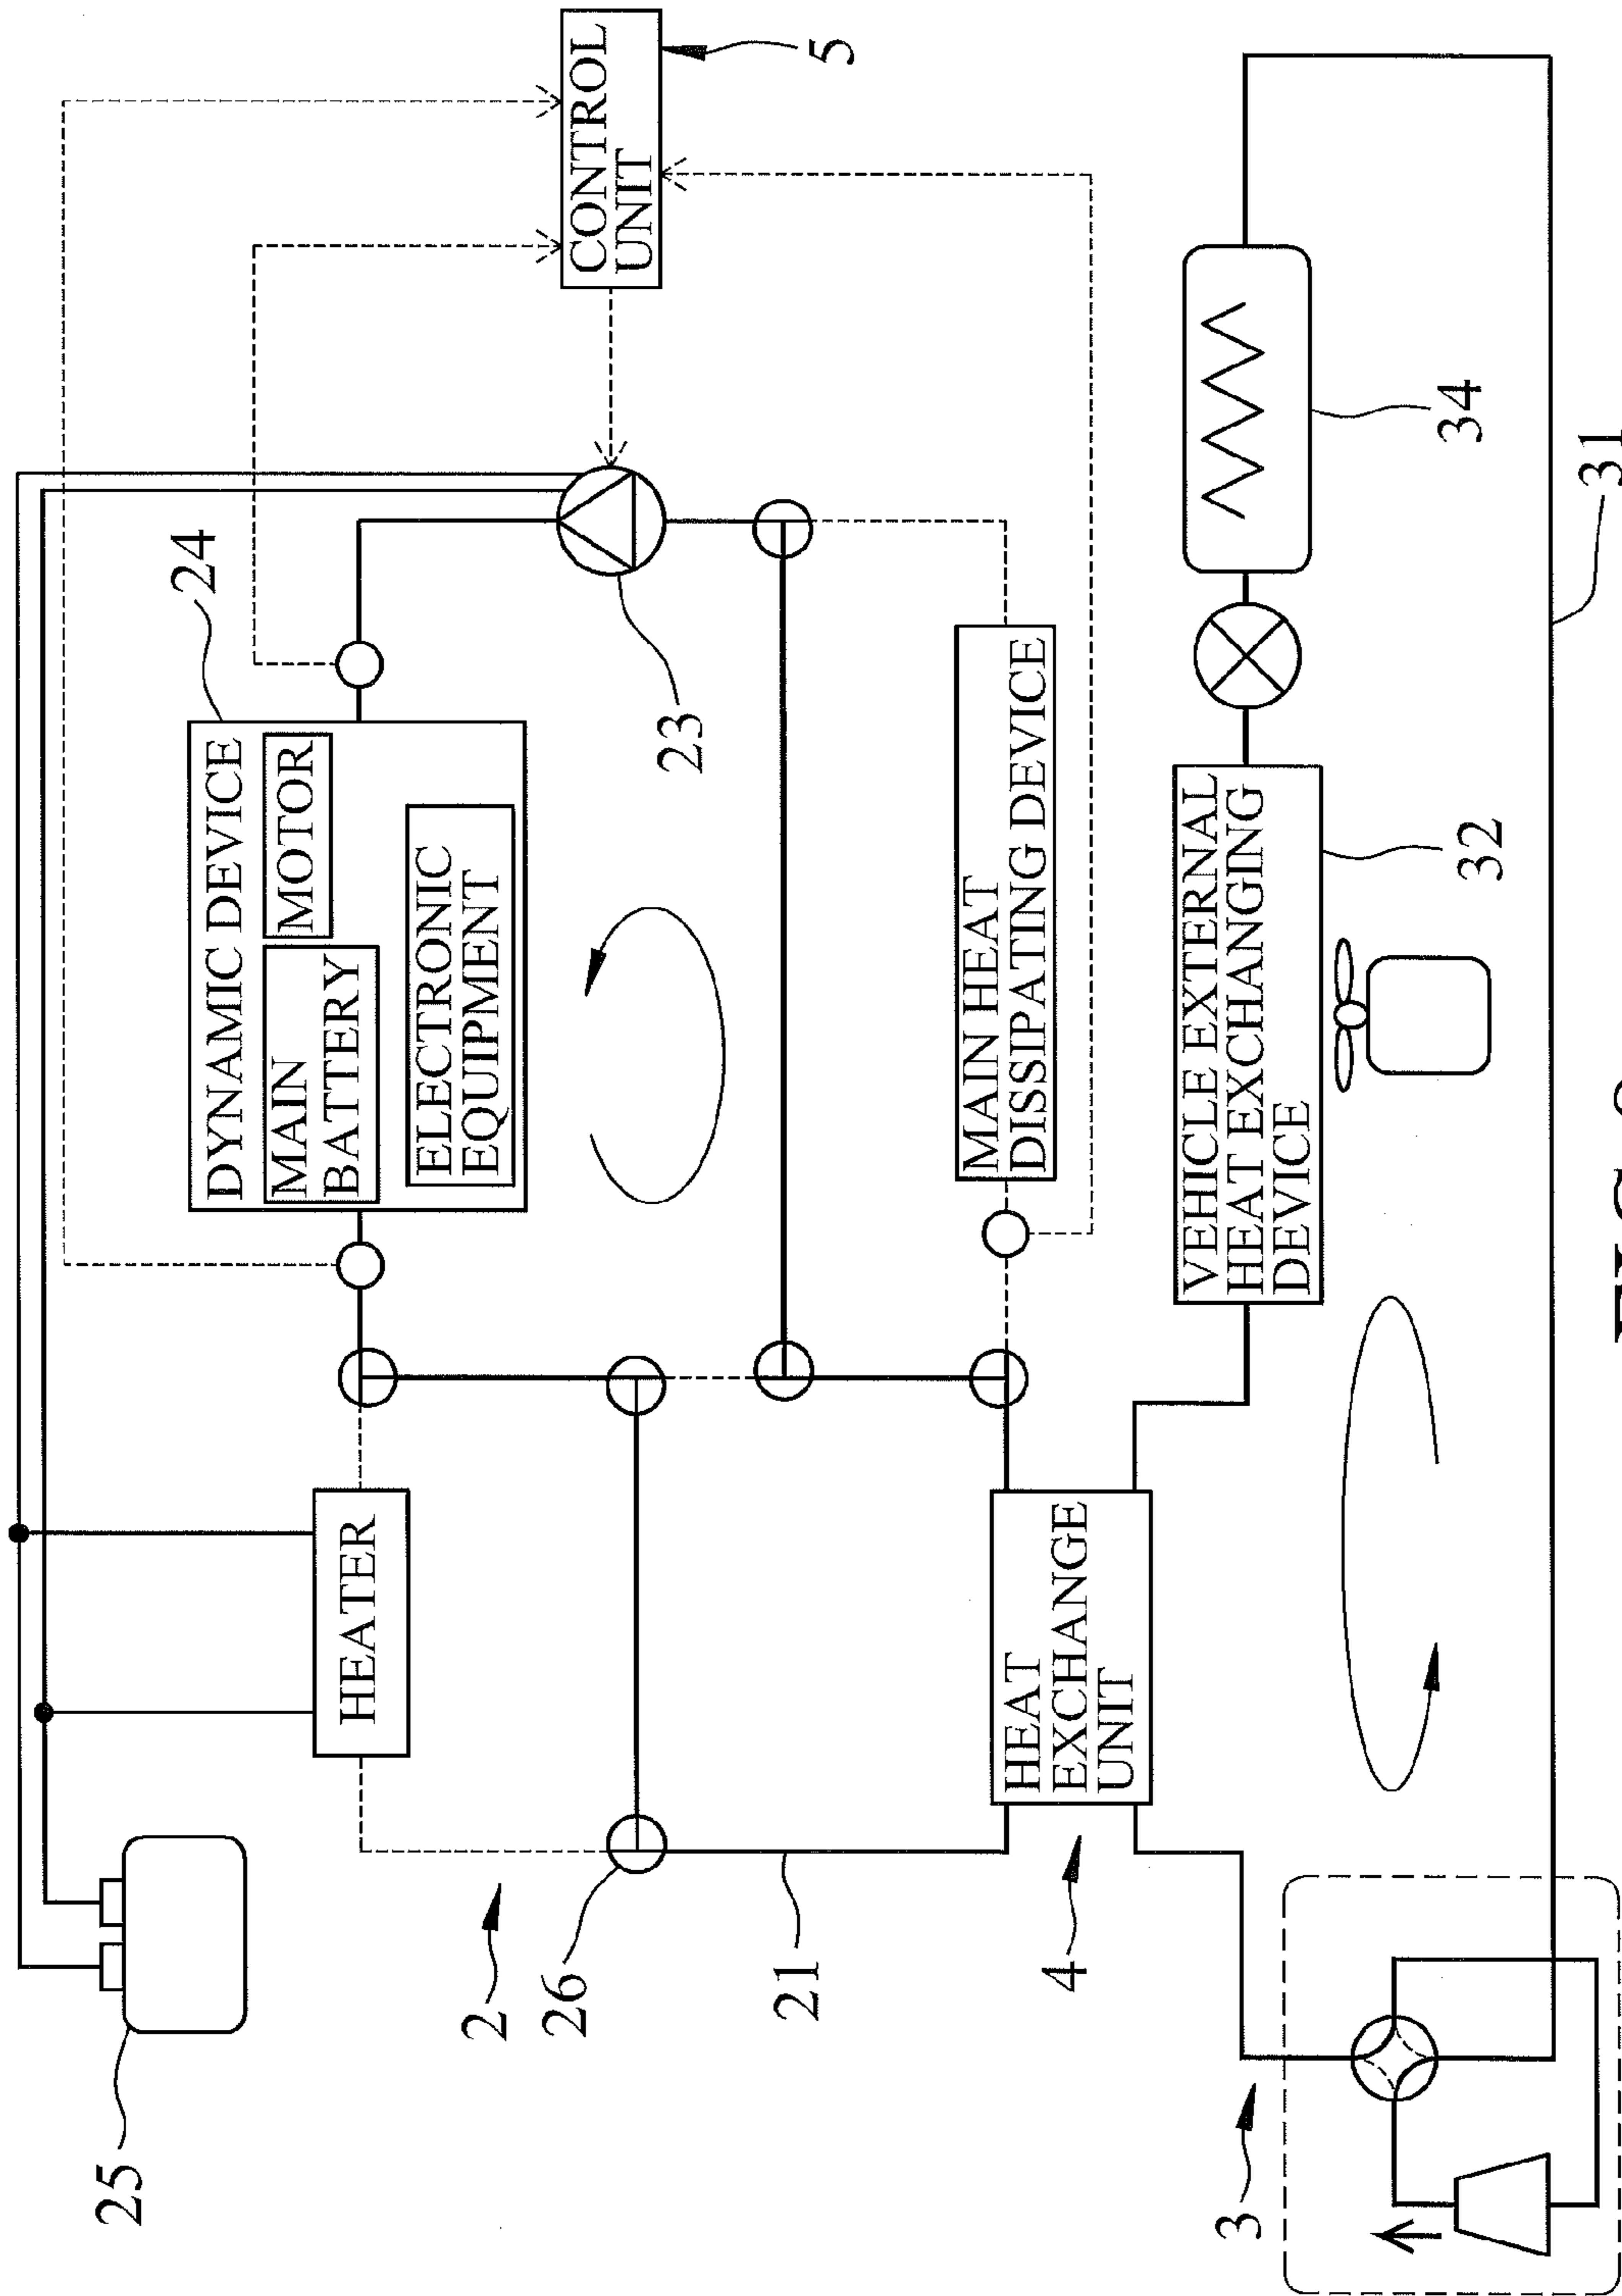 25
24
DYNAMIC DEVICE
MAIN
BATTERY
MOTOR
ELECTRONIC
EQUIPMENT
HEATER
CONTROL
UNIT
5
2
26
23
21
MAIN HEAT
DISSIPATING DEVICE
4
HEAT
EXCHANGE
UNIT
VEHICLE EXTERNAL
HEAT EXCHANGING
DEVICE
32
34
3
31